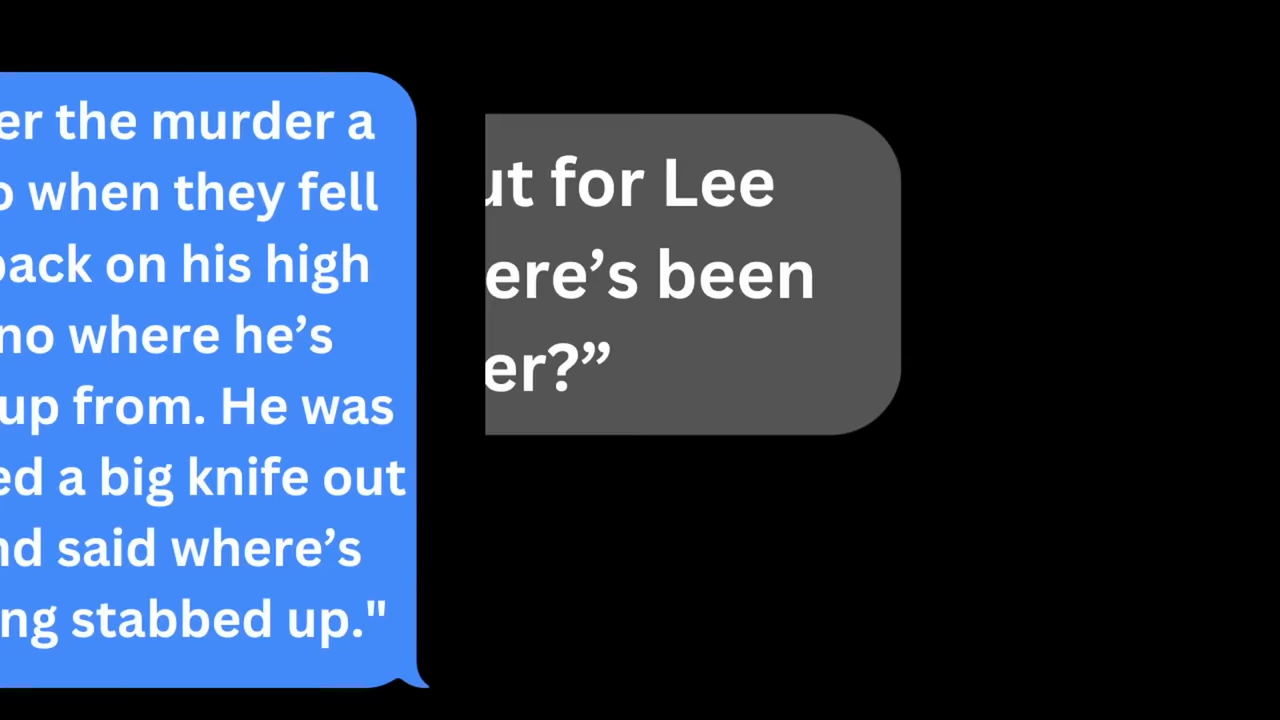 er the murder a
when they fell
back on his high
no where he's
up from. He was
ed a big knife out
nd said where's
ng stabbed up."
ut for Lee
ere's been
er?”